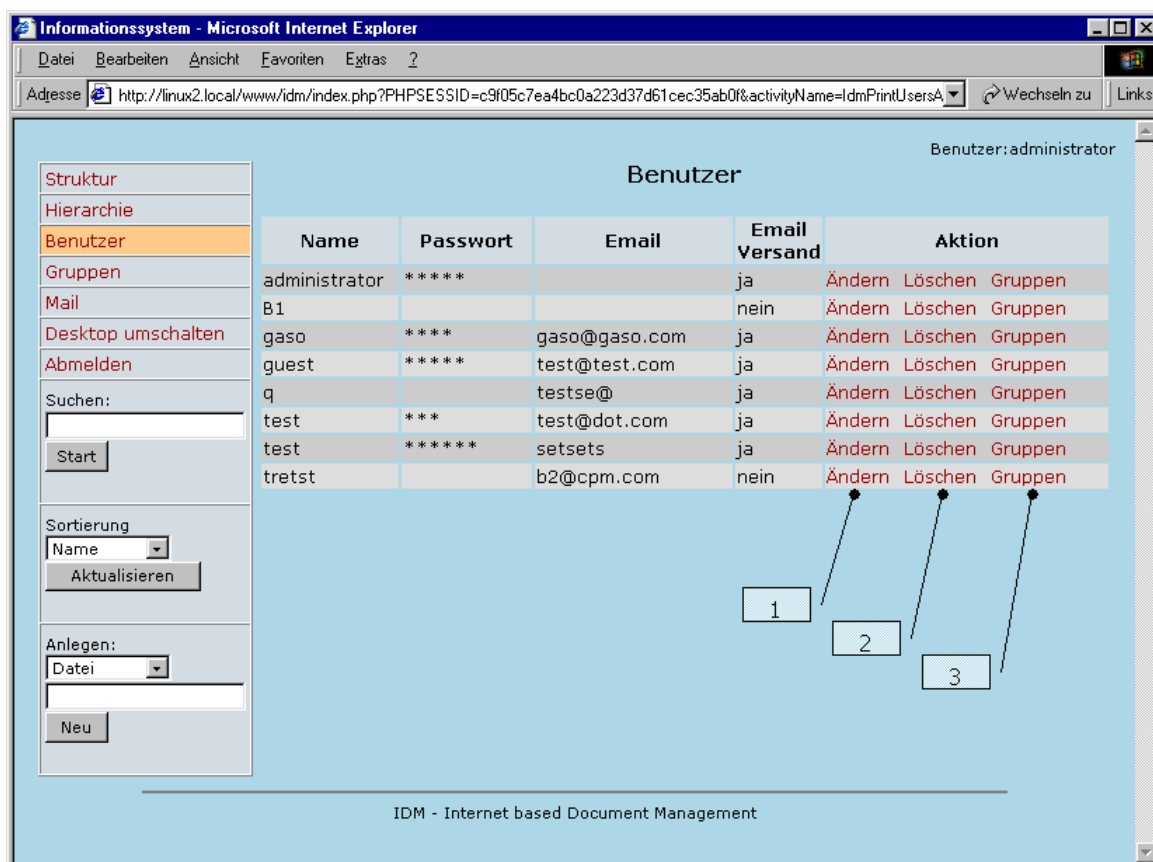 Informationssystem - Microsoft Internet Explorer
Datei Bearbeiten Ansicht Favoriten Extras ?
Adresse http://linux2.local/www/idm/index.php?PHPSESSID=c9f05c7ea4bc0a223d37d61cec35ab0f&activityName=IdmPrintUsersA Wechseln zu Links
Benutzer:administrator
Benutzer
Struktur
Hierarchie
Benutzer
Gruppen
Mail
Desktop umschalten
Abmelden
Suchen:
Start
Sortierung
Name
Aktualisieren
Anlegen:
Datei
Neu
Name Passwort Email Email Versand Aktion
administrator ***** ja Ändern Löschen Gruppen
B1 nein Ändern Löschen Gruppen
gaso **** gaso@gaso.com ja Ändern Löschen Gruppen
guest ***** test@test.com ja Ändern Löschen Gruppen
q testse@ ja Ändern Löschen Gruppen
test *** test@dot.com ja Ändern Löschen Gruppen
test ****** setsets ja Ändern Löschen Gruppen
tretst b2@cpm.com nein Ändern Löschen Gruppen
1
2
3
IDM - Internet based Document Management